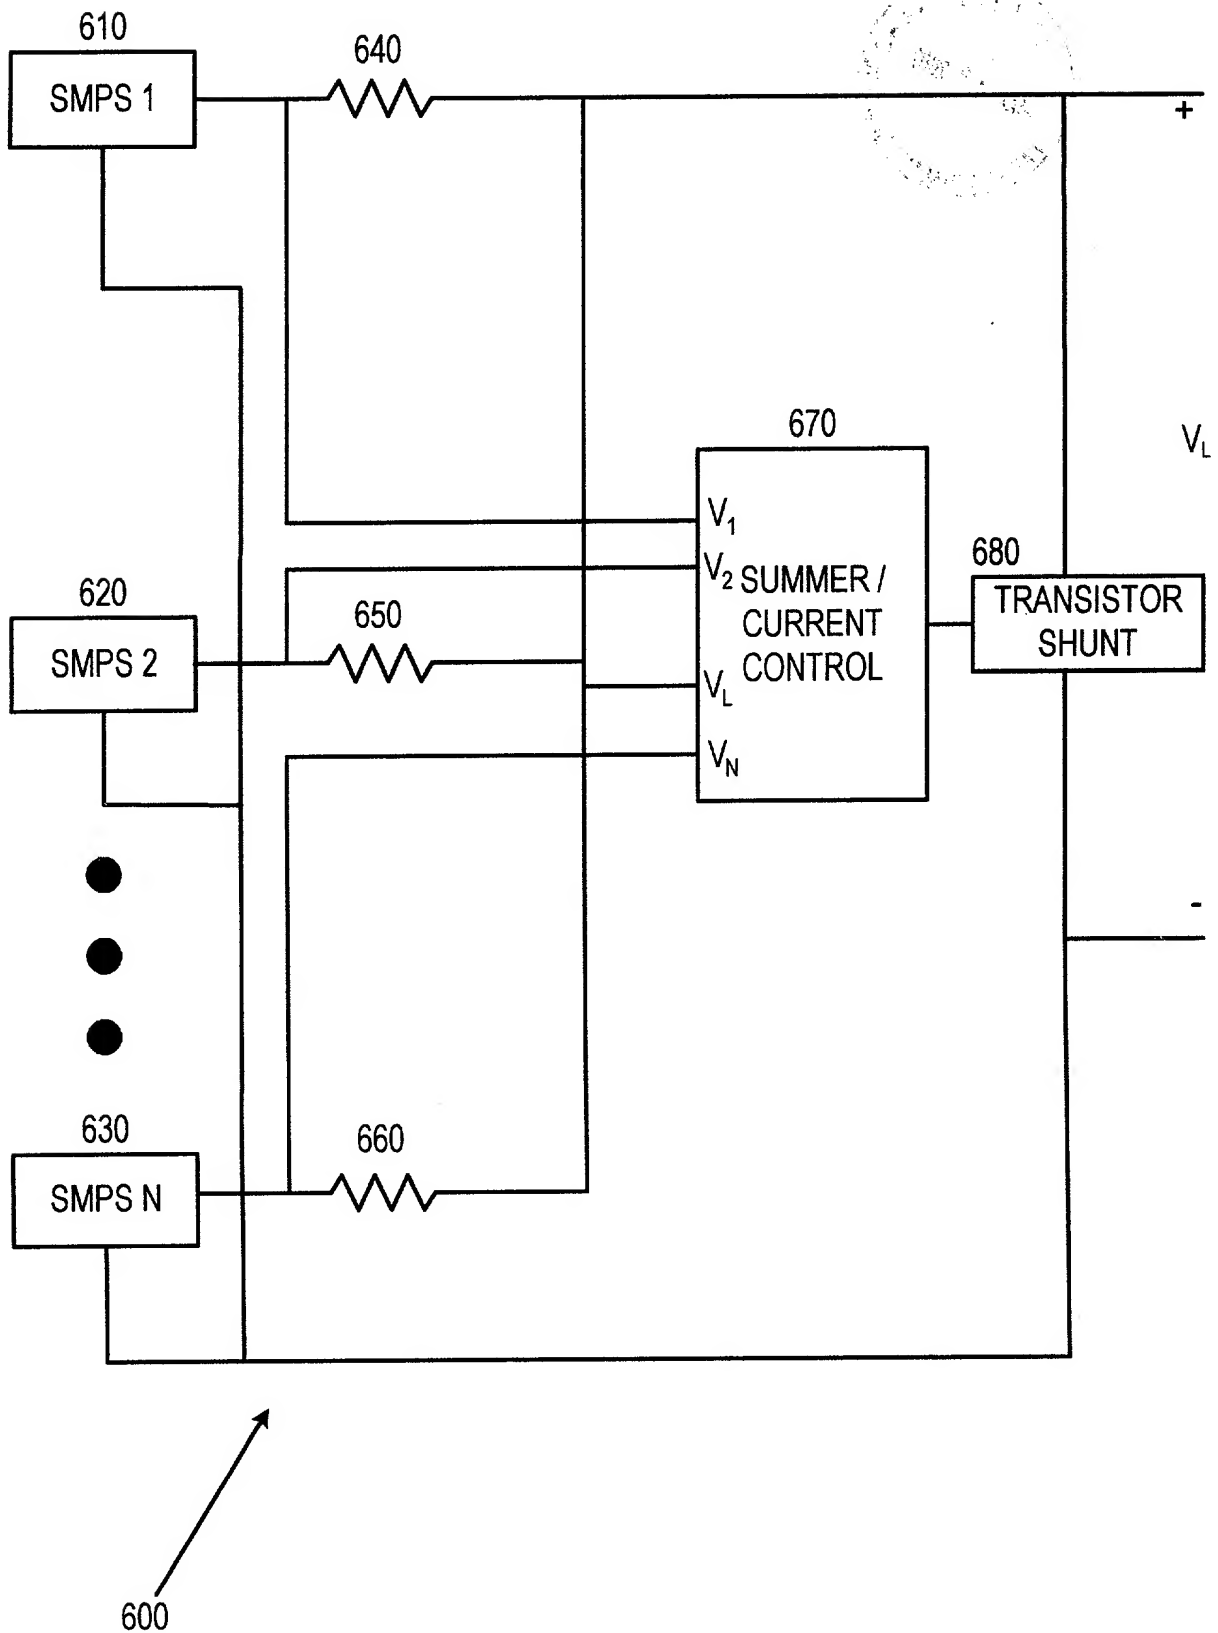 610
SMPS 1
640
+
670
V_L
V_1
V_2
SUMMER /
CURRENT
CONTROL
V_L
V_N
680
TRANSISTOR
SHUNT
620
SMPS 2
650
-
630
SMPS N
660
600